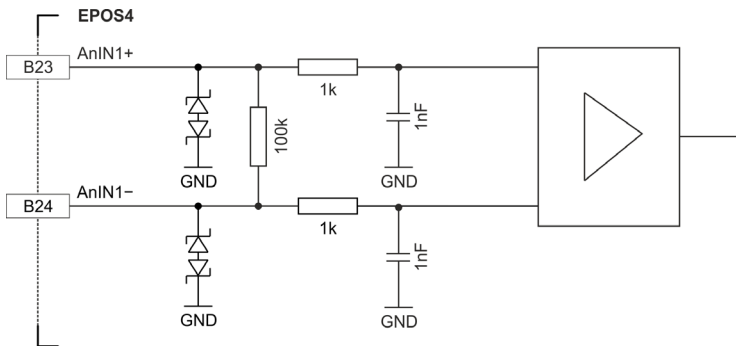 EPOS4
B23
AnIN1+
1k
100k
1nF
GND
GND
B24
AnIN1−
1k
1nF
GND
GND